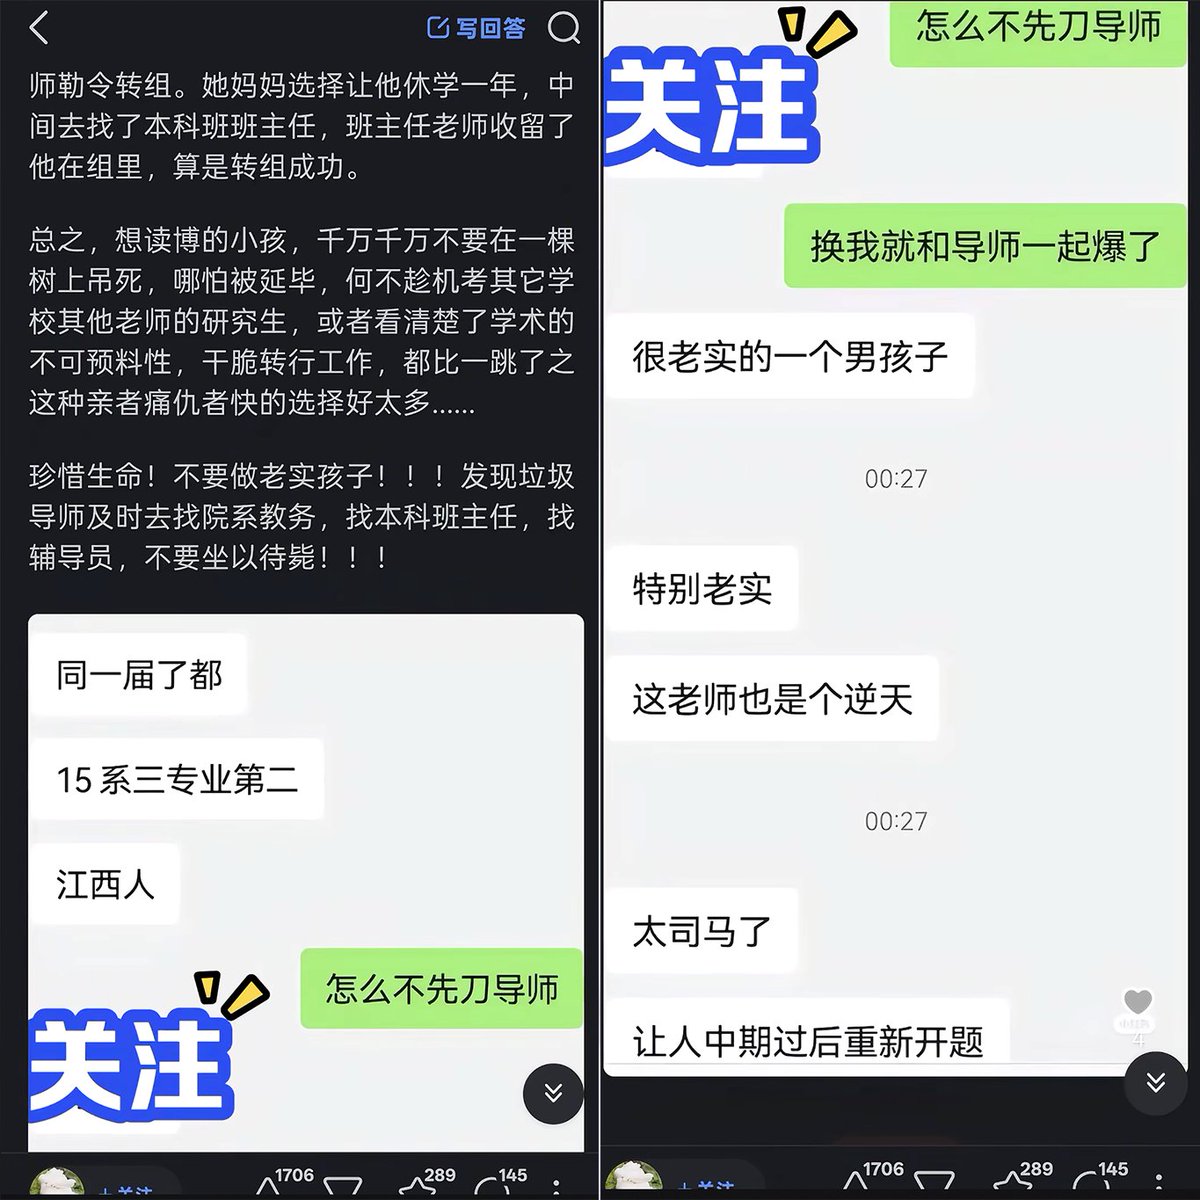 写回答
师勒令转组。她妈妈选择让他休学一年，中
间去找了本科班班主任，班主任老师收留了
他在组里，算是转组成功。
总之，想读博的小孩，千万千万不要在一棵
树上吊死，哪怕被延毕，何不趁机考其它学
校其他老师的研究生，或者看清楚了学术的
不可预料性，干脆转行工作，都比一跳了之
这种亲者痛仇者快的选择好太多......
珍惜生命！不要做老实孩子！！！发现垃圾
导师及时去找院系教务，找本科班主任，找
辅导员，不要坐以待毙！！！
同一届了都
15系三专业第二
江西人
怎么不先刀导师
关注
+关注
1706
289
145
怎么不先刀导师
关注
换我就和导师一起爆了
很老实的一个男孩子
00:27
特别老实
这老师也是个逆天
00:27
太司马了
让人中期过后重新开题
4
+关注
1706
289
145